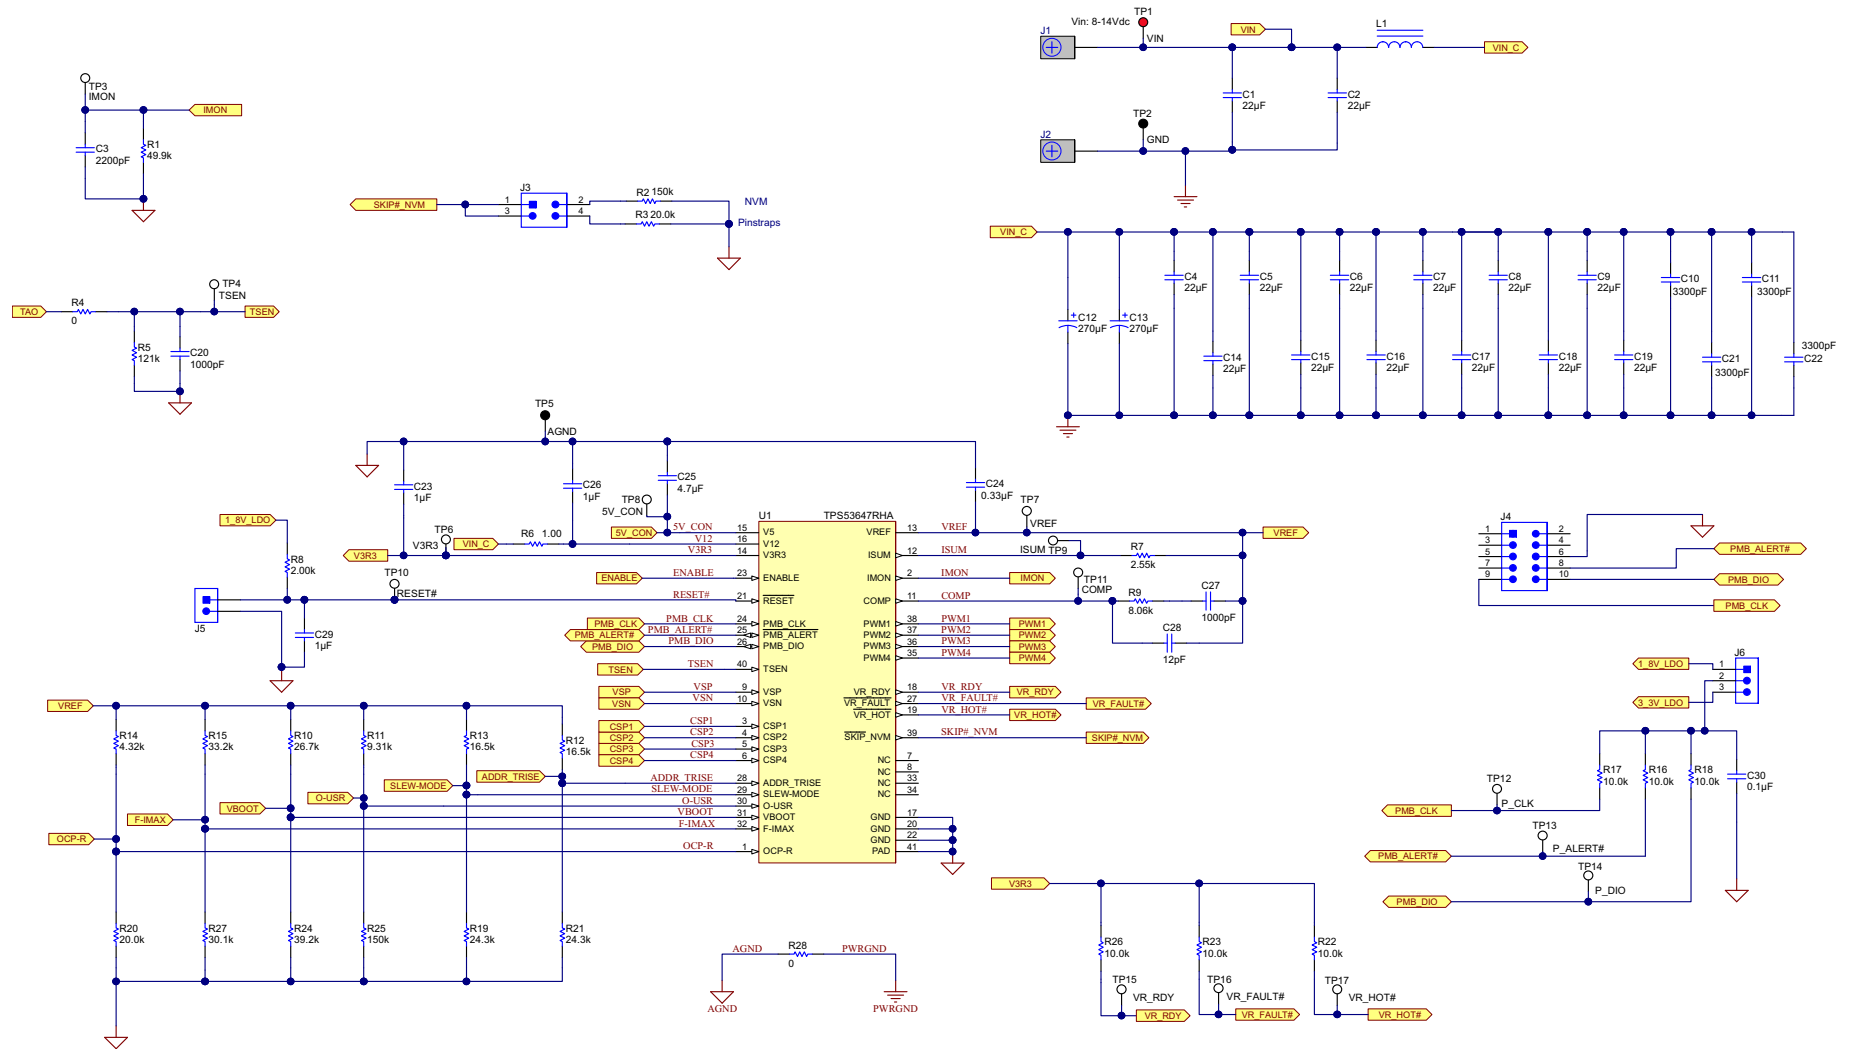 TP1
Vin: 8-14Vdc
J1
VIN
VIN
L1
VIN_C
C1
22µF
C2
22µF
TP2
J2
GND
TP3
IMON
IMON
C3
2200pF
R1
49.9k
J3
SKIP#_NVM
1
2
3
4
R2 150k
R3 20.0k
NVM
Pinstraps
VIN_C
C4
22µF
C5
22µF
C6
22µF
C7
22µF
C8
22µF
C9
22µF
C10
3300pF
C11
3300pF
C12
270µF
C13
270µF
C14
22µF
C15
22µF
C16
22µF
C17
22µF
C18
22µF
C19
22µF
C21
3300pF
3300pF
C22
TAO
R4
0
TP4
TSEN
TSEN
R5
121k
C20
1000pF
TP5
AGND
C23
1µF
C26
1µF
C25
4.7µF
C24
0.33µF
TP8
5V_CON
TP6
V3R3
V3R3
VIN_C
R6 1.00
5V_CON
TP7
VREF
VREF
ISUM TP9
R7
2.55k
IMON
TP11
COMP
R9
8.06k
C27
1000pF
C28
12pF
1_8V_LDO
R8
2.00k
TP10
RESET#
J5
C29
1µF
U1
TPS53647RHA
5V_CON 15 V5
V12 16 V12
V3R3 14 V3R3
ENABLE ENABLE 23 ENABLE
RESET# 21 RESET
PMB_CLK PMB_CLK 24 PMB_CLK
PMB_ALERT# PMB_ALERT# 25 PMB_ALERT
PMB_DIO PMB_DIO 26 PMB_DIO
TSEN TSEN 40 TSEN
VSP VSP 9 VSP
VSN VSN 10 VSN
CSP1 CSP1 3 CSP1
CSP2 CSP2 4 CSP2
CSP3 CSP3 5 CSP3
CSP4 CSP4 6 CSP4
ADDR_TRISE 28 ADDR_TRISE
SLEW-MODE 29 SLEW-MODE
O-USR 30 O-USR
VBOOT 31 VBOOT
F-IMAX 32 F-IMAX
OCP-R 1 OCP-R
VREF 13 VREF
ISUM 12 ISUM
IMON 2 IMON
COMP 11 COMP
PWM1 38 PWM1 PWM1
PWM2 37 PWM2 PWM2
PWM3 36 PWM3 PWM3
PWM4 35 PWM4 PWM4
VR_RDY 18 VR_RDY VR_RDY
VR_FAULT 27 VR_FAULT# VR_FAULT#
VR_HOT 19 VR_HOT# VR_HOT#
SKIP_NVM 39 SKIP#_NVM SKIP#_NVM
NC 7
NC 8
NC 33
NC 34
GND 17
GND 20
GND 22
PAD 41
VREF
R14
4.32k
R15
33.2k
R10
26.7k
R11
9.31k
R13
16.5k
R12
16.5k
ADDR_TRISE
SLEW-MODE
O-USR
VBOOT
F-IMAX
OCP-R
R20
20.0k
R27
30.1k
R24
39.2k
R25
150k
R19
24.3k
R21
24.3k
AGND
R28
0
PWRGND
AGND
PWRGND
J4
1
2
3
4
5
6
7
8
9
10
PMB_ALERT#
PMB_DIO
PMB_CLK
J6
1_8V_LDO
1
2
3
3_3V_LDO
R17
10.0k
R16
10.0k
R18
10.0k
C30
0.1µF
TP12
P_CLK
PMB_CLK
TP13
P_ALERT#
PMB_ALERT#
TP14
P_DIO
PMB_DIO
V3R3
R26
10.0k
R23
10.0k
R22
10.0k
TP15
VR_RDY
VR_RDY
TP16
VR_FAULT#
VR_FAULT#
TP17
VR_HOT#
VR_HOT#